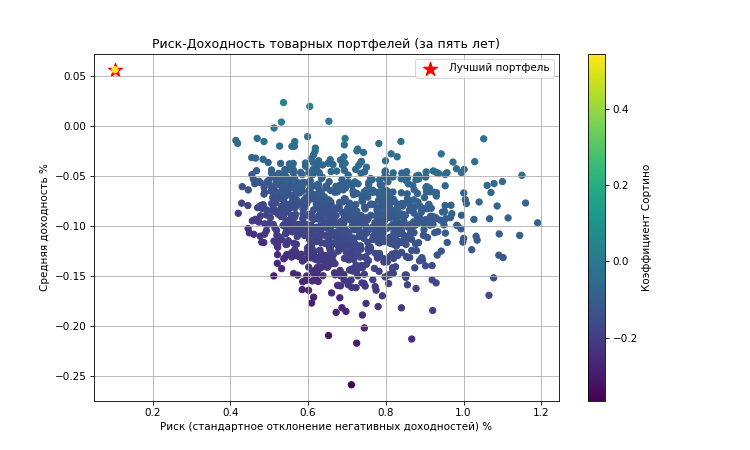 Риск-Доходность товарных портфелей (за пять лет)
Лучший портфель
Средняя доходность %
0.05
0.00
−0.05
−0.10
−0.15
−0.20
−0.25
0.2 0.4 0.6 0.8 1.0 1.2
Риск (стандартное отклонение негативных доходностей) %
0.4
0.2
0.0
−0.2
Коэффициент Сортино